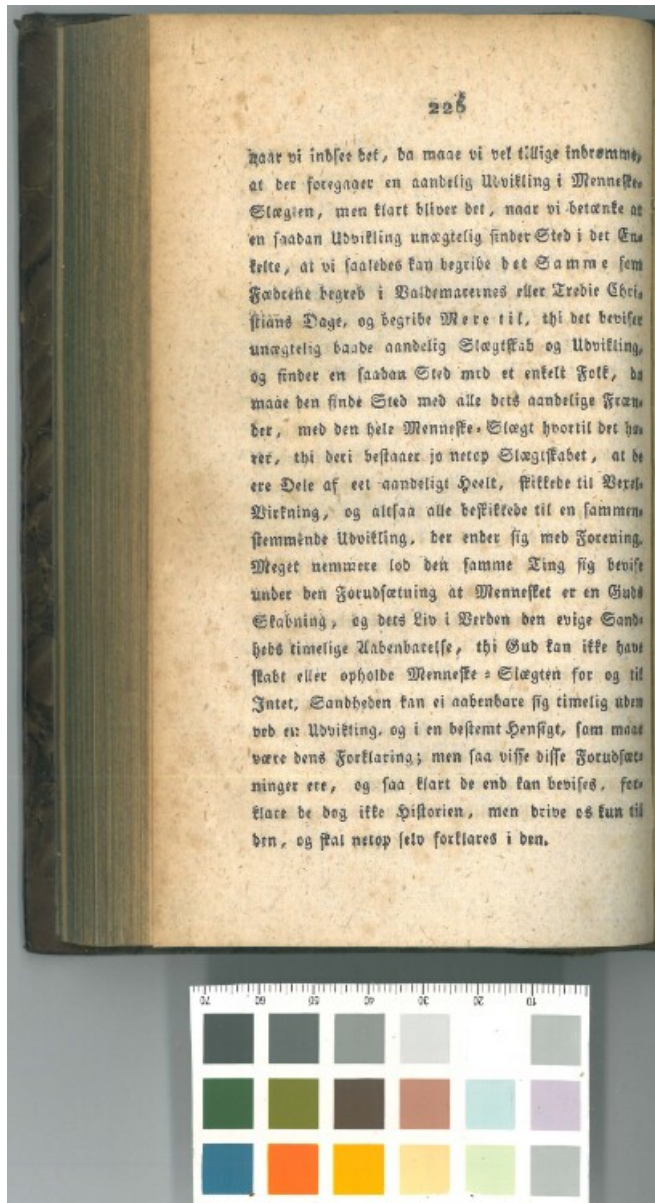 226
naar vi indsee det, da maae vi vel tillige indrømme,
at der foregaaer en aandelig Udvikling i Menneske-
Slægten, men klart bliver det, naar vi betænke at
en saadan Udvikling unægtelig finder Sted i det En-
kelte, at vi saaledes kan begribe det Samme som
Fædrene begreb i Valdemarernes eller Tredie Chri-
stians Dage, og begribe Mere til, thi det beviser
unægtelig baade aandelig Slægtskab og Udvikling,
og finder en saadan Sted med et enkelt Folk, da
maae den finde Sted med alle dets aandelige Fræn-
der, med den hele Menneske-Slægt hvortil det hø-
rer, thi deri bestaaer jo netop Slægtskabet, at de
ere Dele af eet aandeligt Heelt, skikkede til Vexel-
Virkning, og altsaa alle beskikkede til en sammen-
stemmende Udvikling, der ender sig med Forening.
Meget nemmere lod den samme Ting sig bevise
under den Forudsætning at Mennesket er en Guds
Skabning, og dets Liv i Verden den evige Sand-
heds timelige Aabenbarelse, thi Gud kan ikke have
skabt eller opholde Menneske-Slægten for og til
Intet, Sandheden kan ei aabenbare sig timelig uden
ved en Udvikling, og i en bestemt Hensigt, som maae
være dens Forklaring; men saa visse disse Forudsæt-
ninger ere, og saa klart de end kan bevises, for-
klare de dog ikke Historien, men drive os kun til
den, og skal netop selv forklares i den.
70 60 50 40 30 20 10